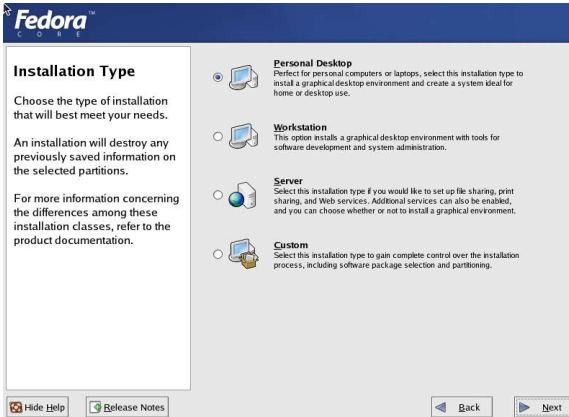 Fedora™
CORE
Installation Type
Choose the type of installation
that will best meet your needs.
An installation will destroy any
previously saved information on
the selected partitions.
For more information concerning
the differences among these
installation classes, refer to the
product documentation.
Personal Desktop
Perfect for personal computers or laptops, select this installation type to
install a graphical desktop environment and create a system ideal for
home or desktop use.
Workstation
This option installs a graphical desktop environment with tools for
software development and system administration.
Server
Select this installation type if you would like to set up file sharing, print
sharing, and Web services. Additional services can also be enabled,
and you can choose whether or not to install a graphical environment.
Custom
Select this installation type to gain complete control over the installation
process, including software package selection and partitioning.
Hide Help
Release Notes
Back
Next